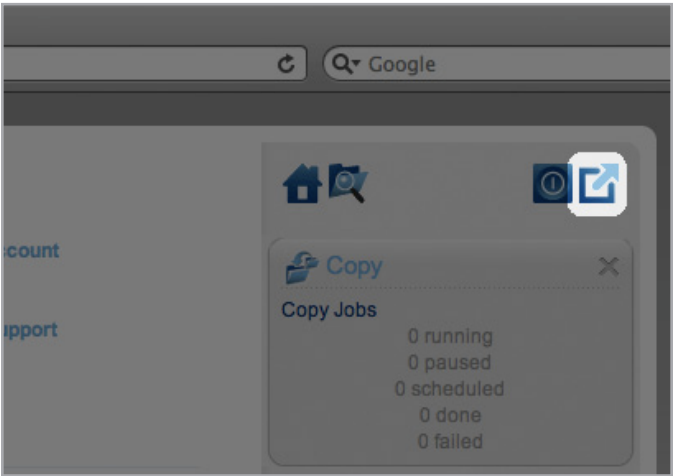 Google
ccount
upport
Copy
Copy Jobs
0 running
0 paused
0 scheduled
0 done
0 failed